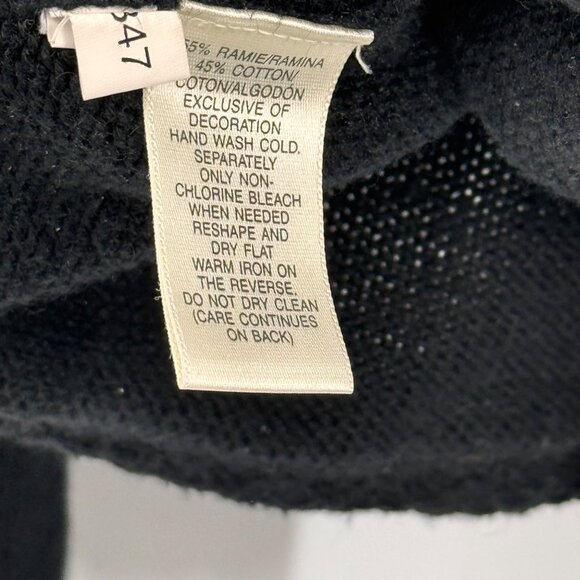 347
55% RAMIE/RAMINA
45% COTTON/
COTON/ALGODÓN
EXCLUSIVE OF
DECORATION
HAND WASH COLD.
SEPARATELY
ONLY NON-
CHLORINE BLEACH
WHEN NEEDED
RESHAPE AND
DRY FLAT
WARM IRON ON
THE REVERSE.
DO NOT DRY CLEAN
(CARE CONTINUES
ON BACK)